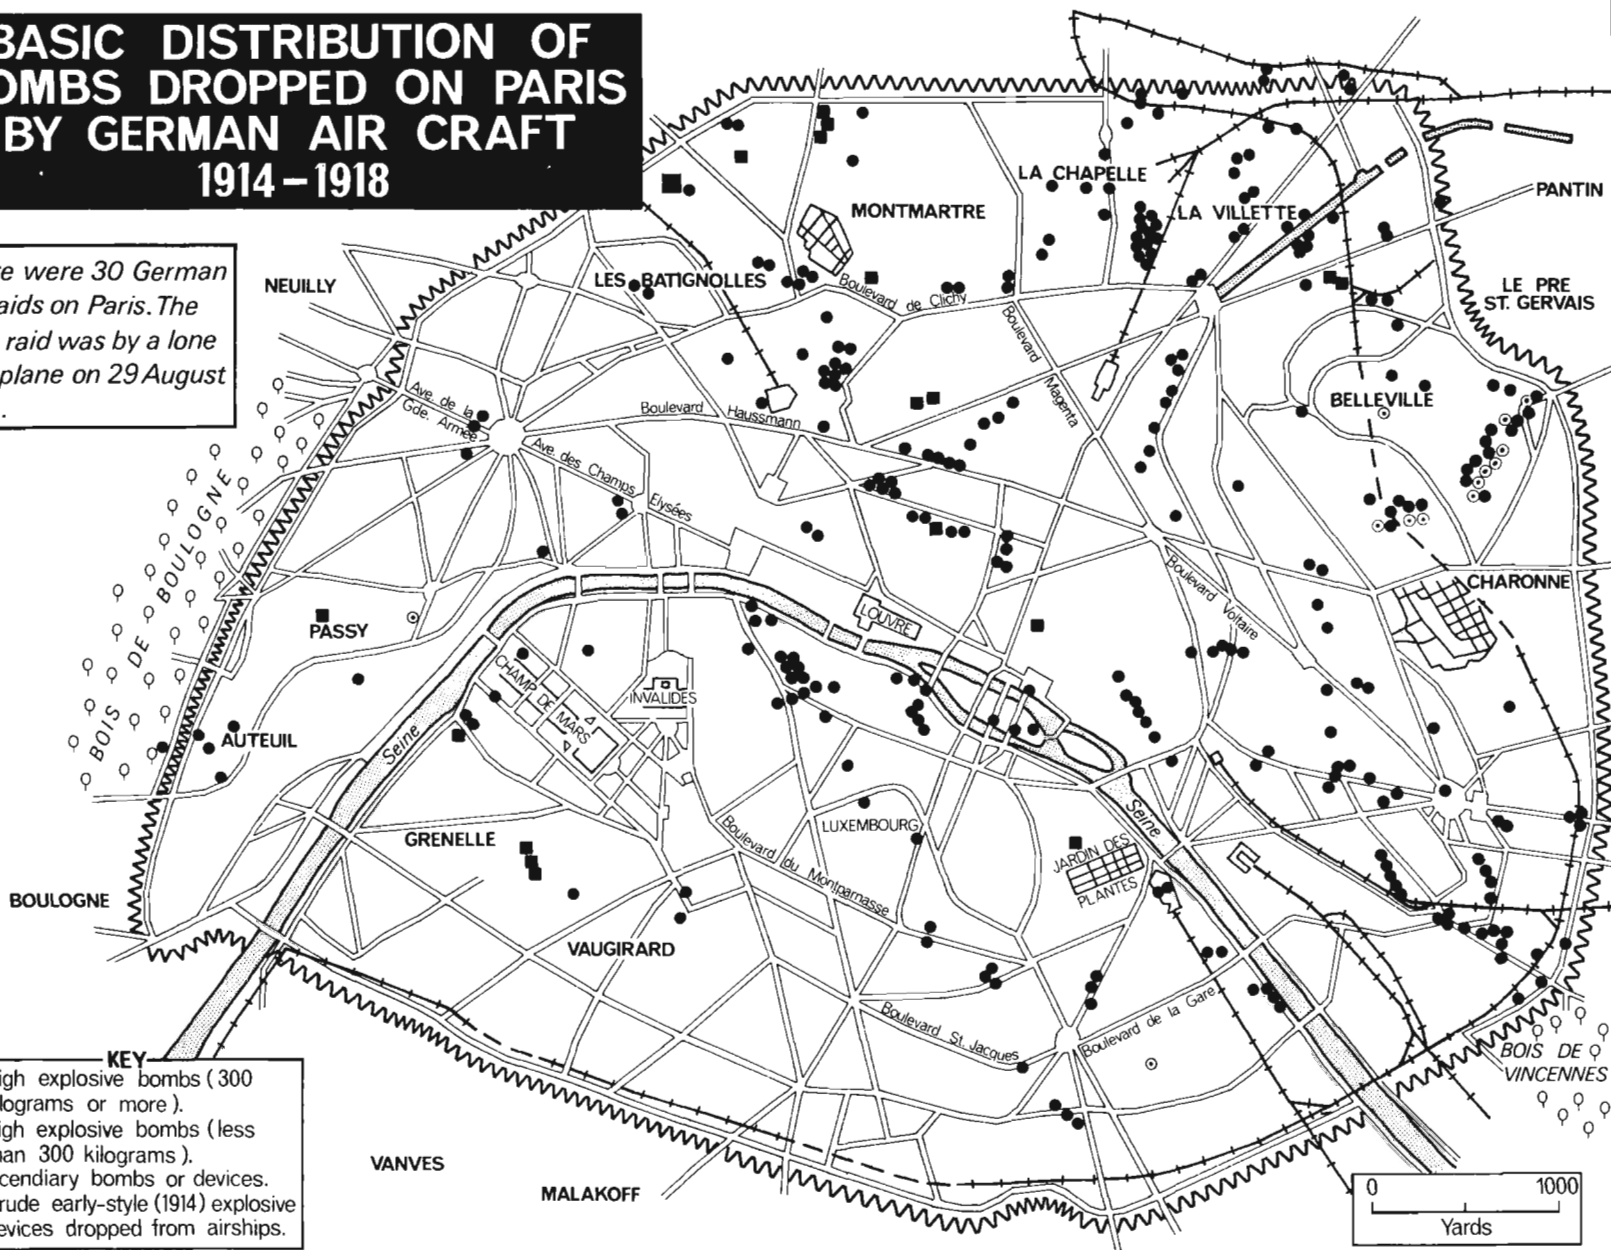 BASIC DISTRIBUTION OF
OMBS DROPPED ON PARIS
BY GERMAN AIR CRAFT
1914–1918
re were 30 German
aids on Paris. The
raid was by a lone
plane on 29 August
.
NEUILLY
LES BATIGNOLLES
MONTMARTRE
LA CHAPELLE
LA VILLETTE
PANTIN
LE PRE
ST. GERVAIS
BELLEVILLE
CHARONNE
Boulevard de Clichy
Boulevard Magenta
Boulevard Haussmann
Ave. de la
Gde. Armée
Ave. des Champs Elysées
Boulevard Voltaire
BOIS DE BOULOGNE
PASSY
AUTEUIL
LOUVRE
CHAMP DE MARS
INVALIDES
Seine
Seine
GRENELLE
LUXEMBOURG
Boulevard du Montparnasse
JARDIN DES
PLANTES
BOULOGNE
VAUGIRARD
Boulevard St. Jacques
Boulevard de la Gare
BOIS DE
VINCENNES
VANVES
MALAKOFF
KEY
igh explosive bombs (300
lograms or more).
igh explosive bombs (less
an 300 kilograms).
cendiary bombs or devices.
rude early-style (1914) explosive
evices dropped from airships.
0 1000
Yards